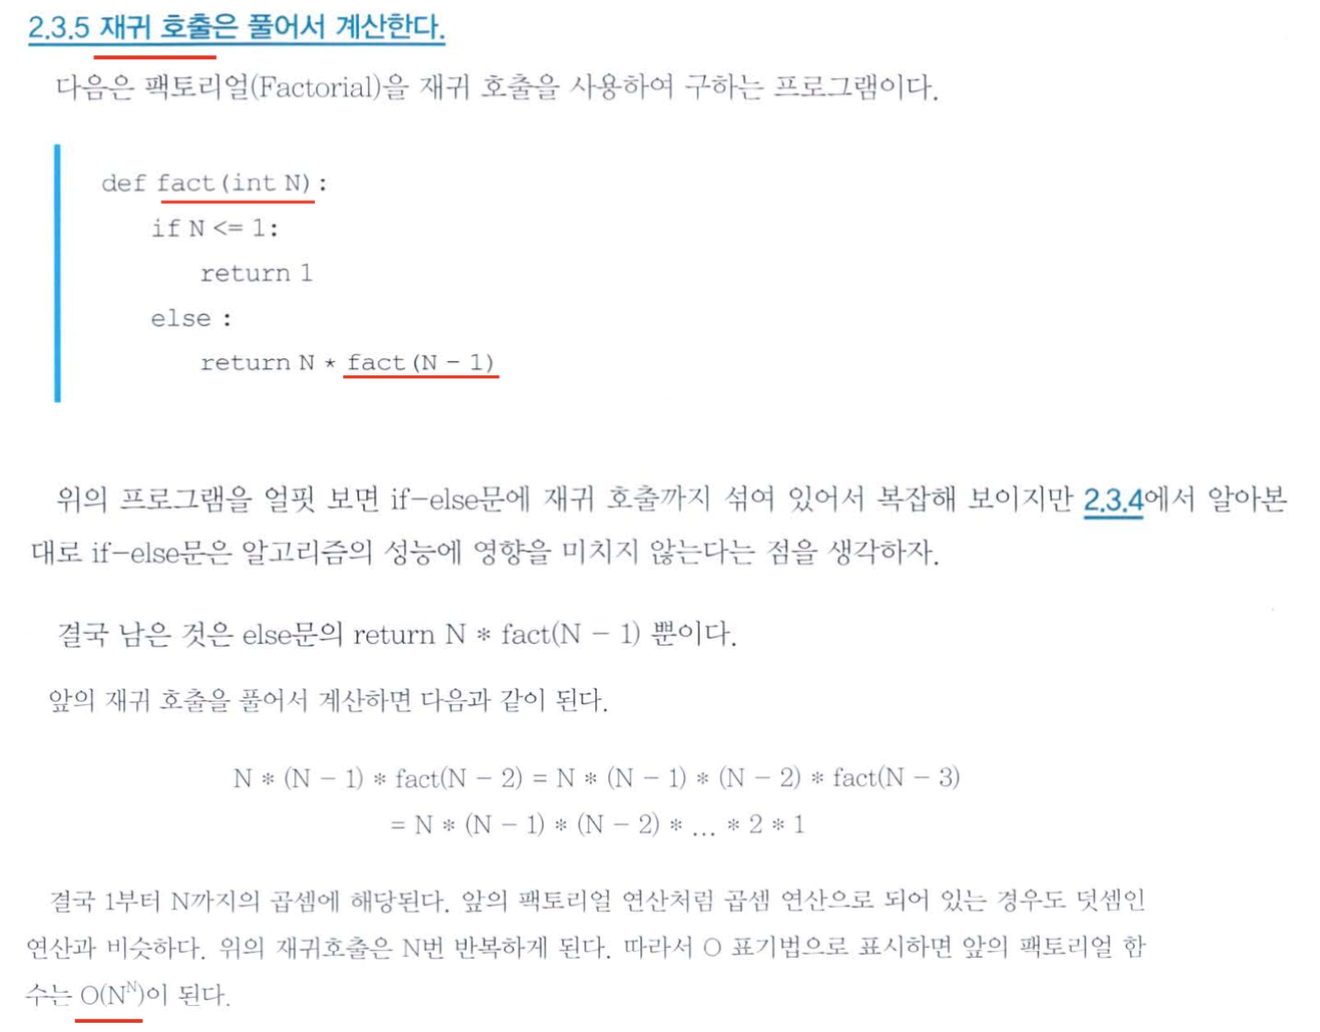 2.3.5 재귀 호출은 풀어서 계산한다.
다음은 팩토리얼(Factorial)을 재귀 호출을 사용하여 구하는 프로그램이다.
def fact(int N):
if N <= 1:
return 1
else :
return N * fact(N - 1)
위의 프로그램을 얼핏 보면 if-else문에 재귀 호출까지 섞여 있어서 복잡해 보이지만 2.3.4에서 알아본
대로 if-else문은 알고리즘의 성능에 영향을 미치지 않는다는 점을 생각하자.
결국 남은 것은 else문의 return N * fact(N - 1) 뿐이다.
앞의 재귀 호출을 풀어서 계산하면 다음과 같이 된다.
N * (N - 1) * fact(N - 2) = N * (N - 1) * (N - 2) * fact(N - 3)
= N * (N - 1) * (N - 2) * ... * 2 * 1
결국 1부터 N까지의 곱셈에 해당된다. 앞의 팩토리얼 연산처럼 곱셈 연산으로 되어 있는 경우도 덧셈인
연산과 비슷하다. 위의 재귀호출은 N번 반복하게 된다. 따라서 O 표기법으로 표시하면 앞의 팩토리얼 함
수는 O(Nᴺ)이 된다.